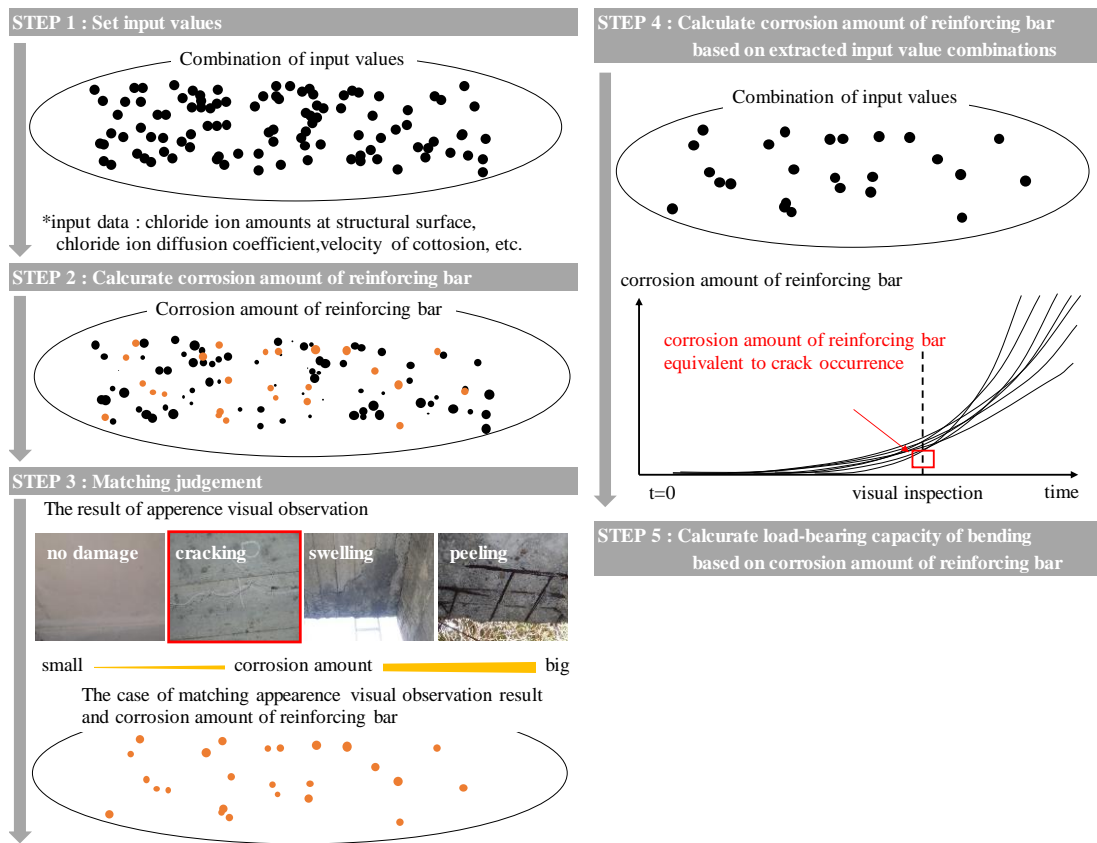 STEP 1 : Set input values
Combination of input values
*input data : chloride ion amounts at structural surface,
chloride ion diffusion coefficient,velocity of cottosion, etc.
STEP 2 : Calcurate corrosion amount of reinforcing bar
Corrosion amount of reinforcing bar
STEP 3 : Matching judgement
The result of apperence visual observation
no damage
cracking
swelling
peeling
small
corrosion amount
big
The case of matching appearence visual observation result
and corrosion amount of reinforcing bar
STEP 4 : Calculate corrosion amount of reinforcing bar
based on extracted input value combinations
Combination of input values
corrosion amount of reinforcing bar
corrosion amount of reinforcing bar
equivalent to crack occurrence
t=0
visual inspection
time
STEP 5 : Calcurate load-bearing capacity of bending
based on corrosion amount of reinforcing bar